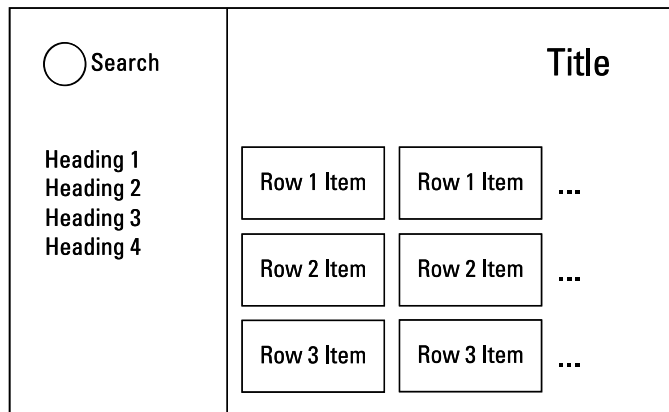 Search
Title
Heading 1
Heading 2
Heading 3
Heading 4
Row 1 Item Row 1 Item ...
Row 2 Item Row 2 Item ...
Row 3 Item Row 3 Item ...